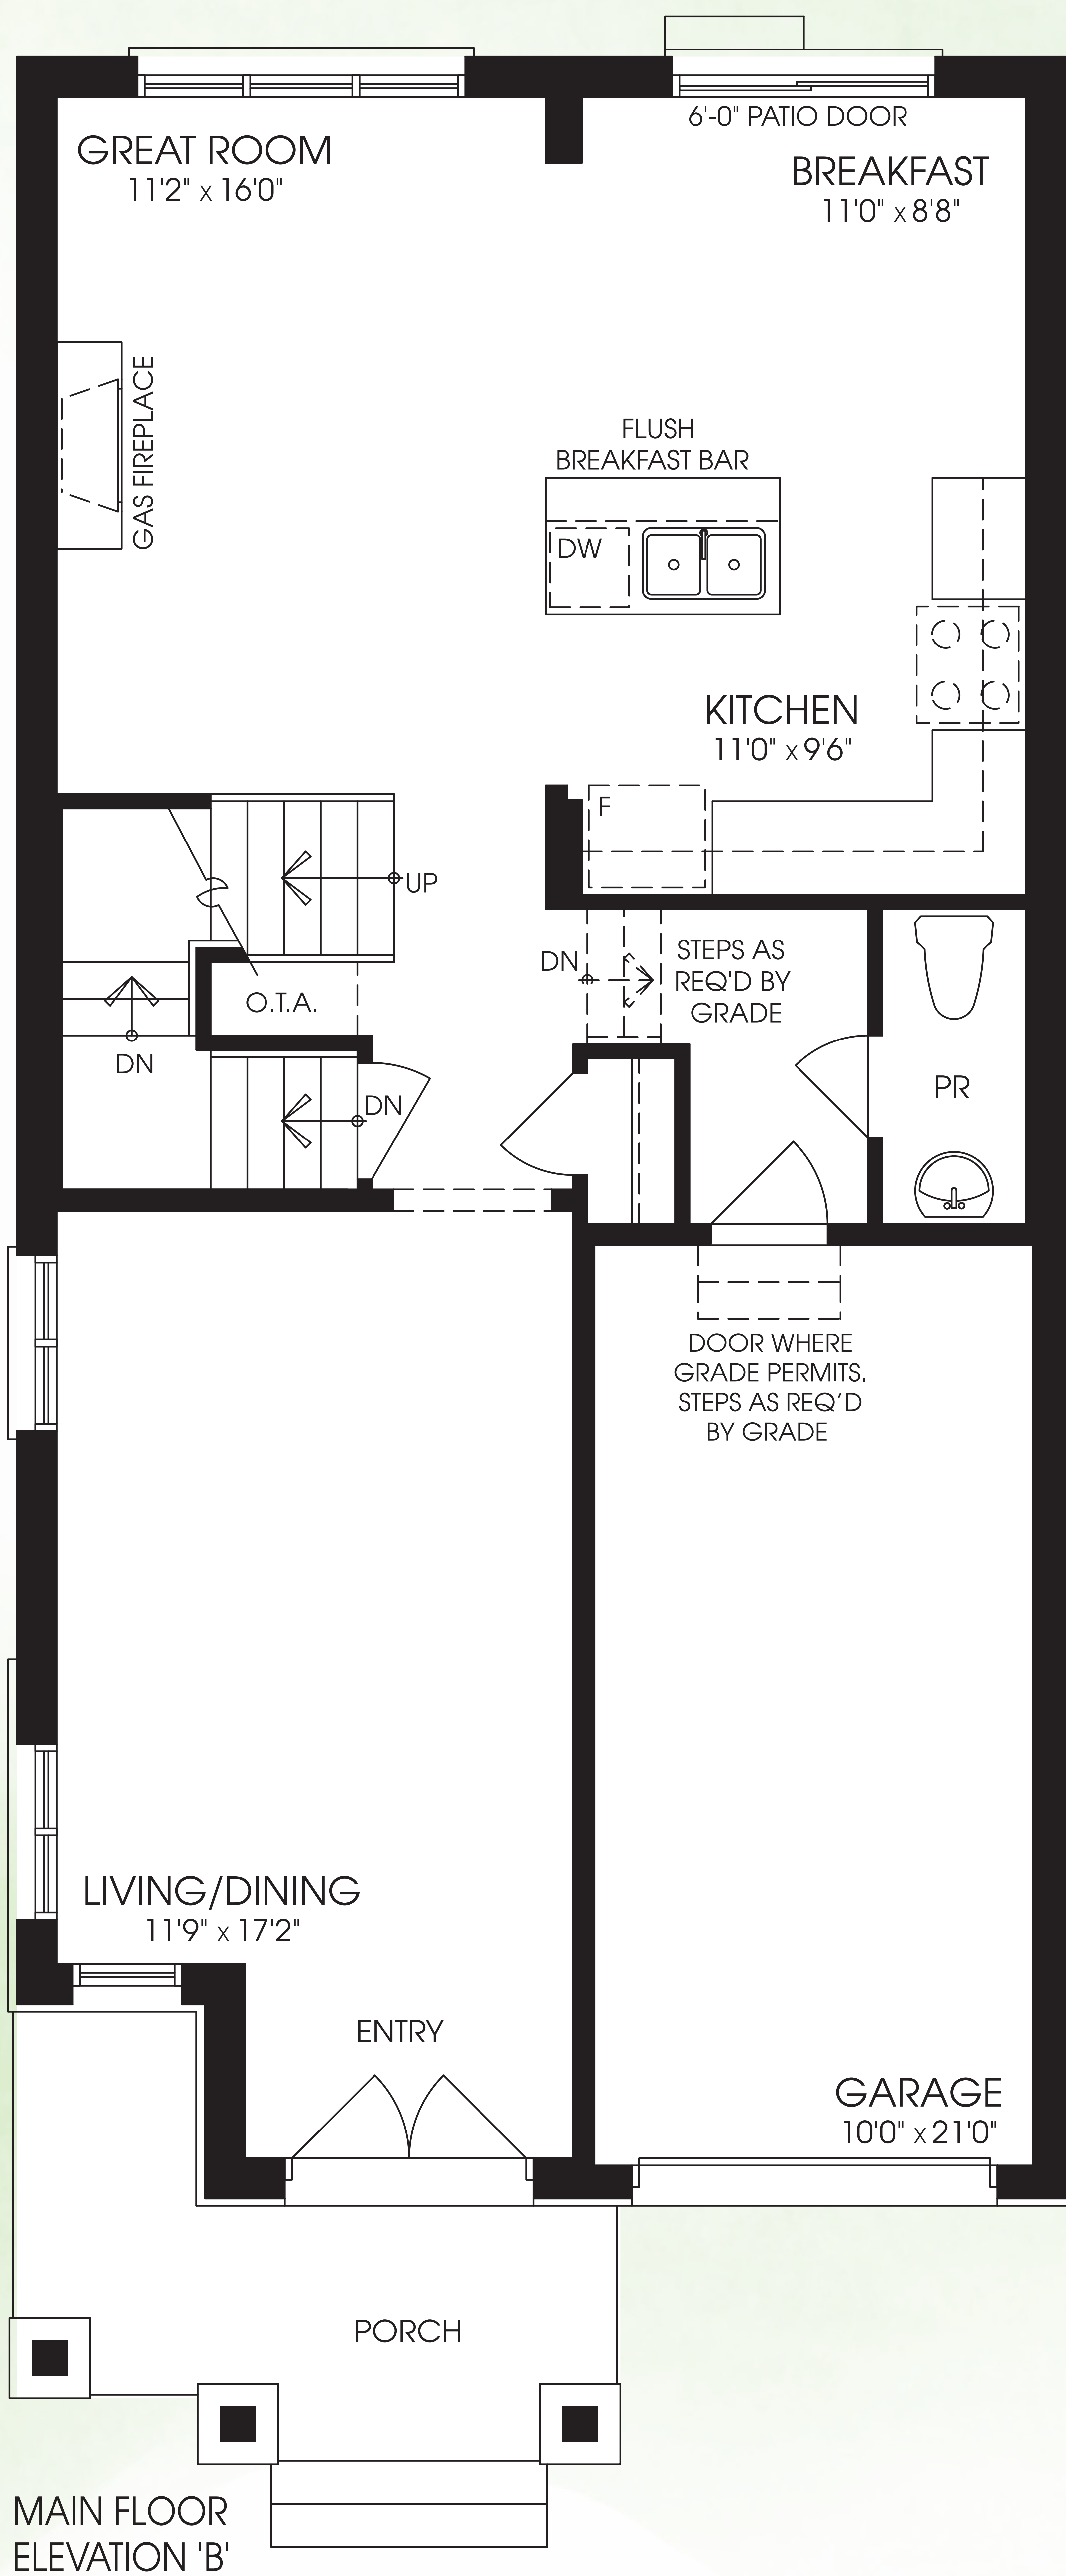 6'-0" PATIO DOOR
GREAT ROOM
11'2" x 16'0"
BREAKFAST
11'0" x 8'8"
GAS FIREPLACE
FLUSH
BREAKFAST BAR
DW
KITCHEN
11'0" x 9'6"
F
UP
DN
STEPS AS
REQ'D BY
GRADE
O.T.A.
DN
DN
PR
DOOR WHERE
GRADE PERMITS.
STEPS AS REQ'D
BY GRADE
LIVING/DINING
11'9" x 17'2"
ENTRY
GARAGE
10'0" x 21'0"
PORCH
MAIN FLOOR
ELEVATION 'B'